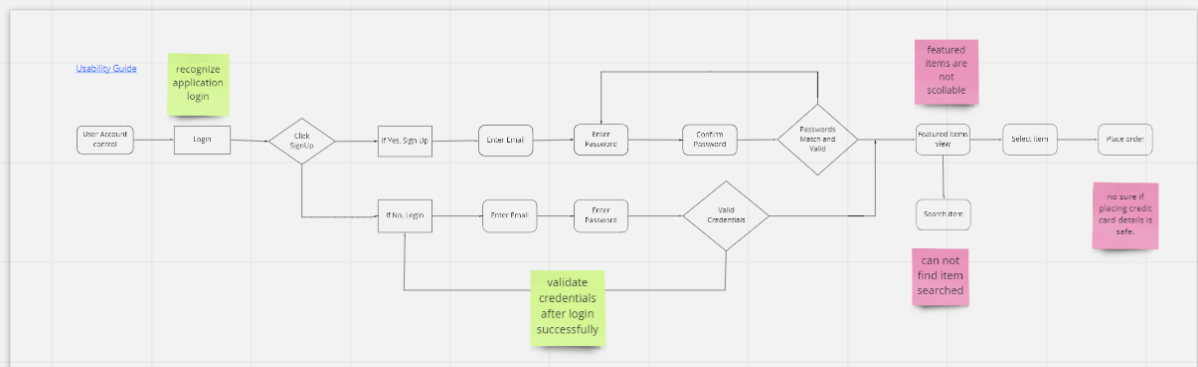 Usability Guide
recognize
application
login
featured
items are
not
scollable
User Account
control
Login
Click
SignUp
If Yes, Sign Up
Enter Email
Enter
Password
Confirm
Password
Passwords
Match and
Valid
Featured items
view
Select item
Place order
If No, Login
Enter Email
Enter
Password
Valid
Credentials
Search item
no sure if
placing credit
card details is
safe.
can not
find item
searched
validate
credentials
after login
successfully